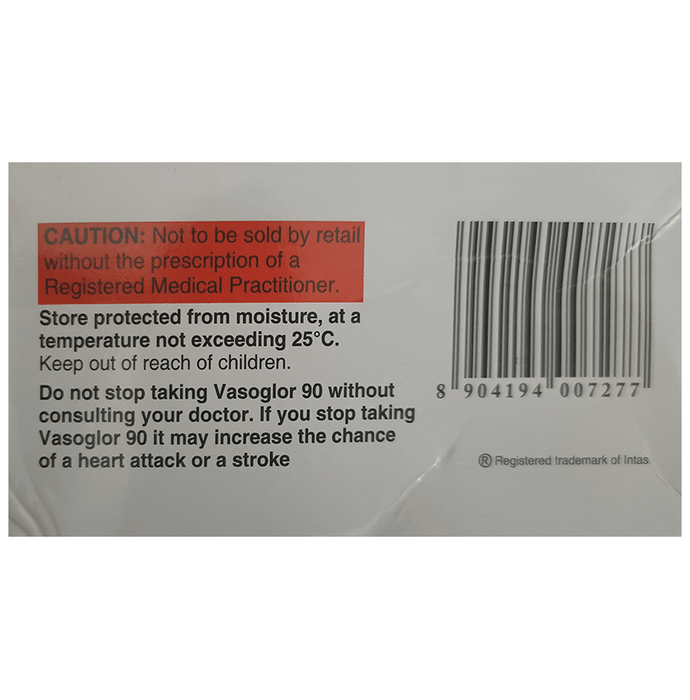 CAUTION: Not to be sold by retail
without the prescription of a
Registered Medical Practitioner.
Store protected from moisture, at a
temperature not exceeding 25°C.
Keep out of reach of children.
Do not stop taking Vasoglor 90 without
consulting your doctor. If you stop taking
Vasoglor 90 it may increase the chance
of a heart attack or a stroke
8 904194 007277
® Registered trademark of Intas